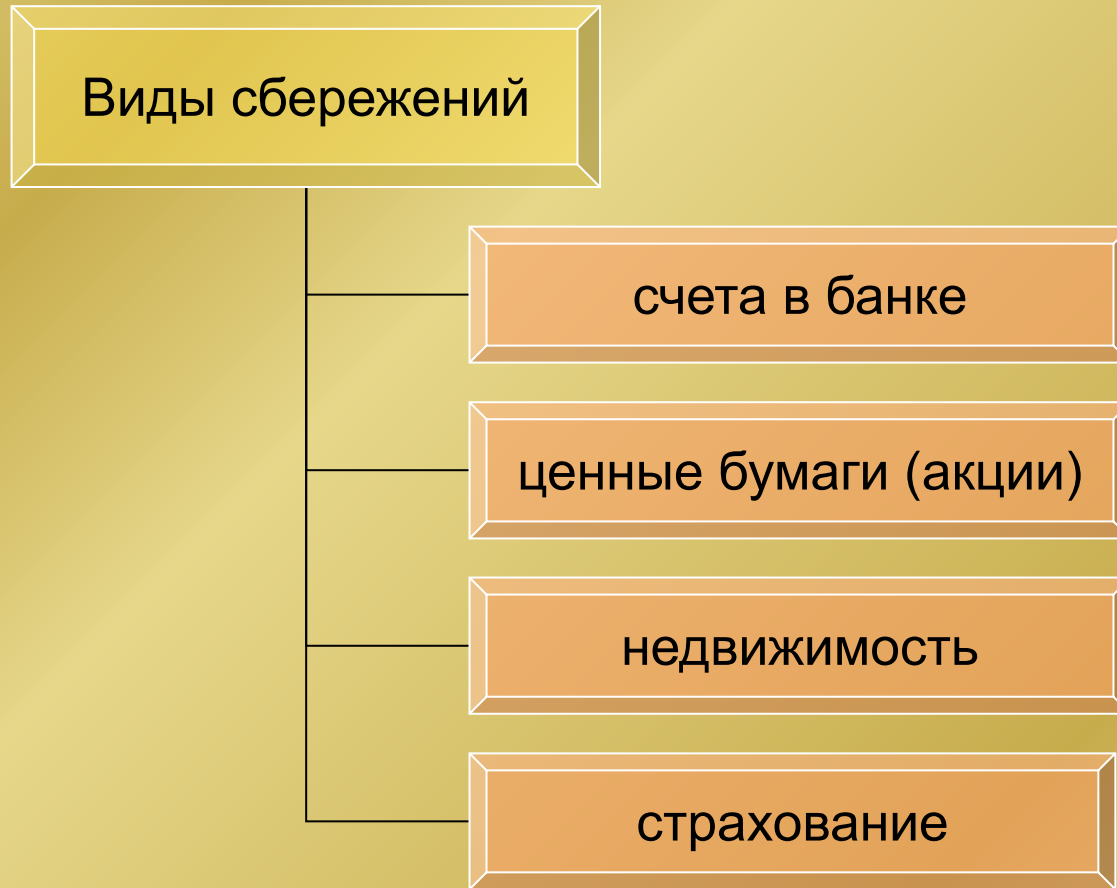 Виды сбережений
счета в банке
ценные бумаги (акции)
недвижимость
страхование